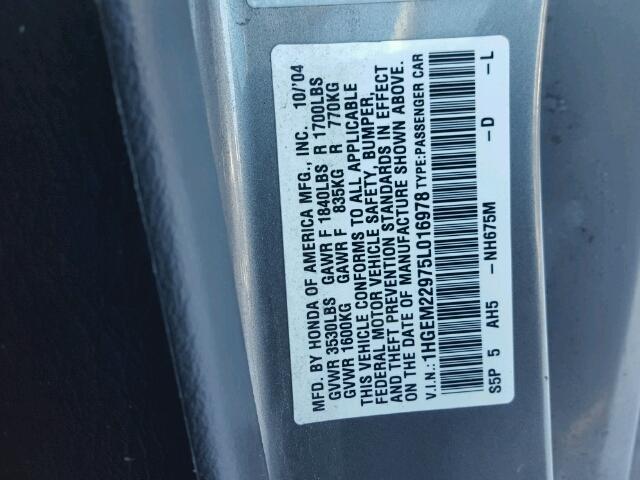 MFD. BY HONDA OF AMERICA MFG., INC. 10/'04
GVWR 3530LBS GAWR F 1840LBS R 1700LBS
GVWR 1600KG GAWR F 835KG R 770KG
THIS VEHICLE CONFORMS TO ALL APPLICABLE
FEDERAL MOTOR VEHICLE SAFETY, BUMPER,
AND THEFT PREVENTION STANDARDS IN EFFECT
ON THE DATE OF MANUFACTURE SHOWN ABOVE.
V.I.N.: 1HGEM22975L016978 TYPE:PASSENGER CAR
S5P 5 AH5 -NH675M -D -L